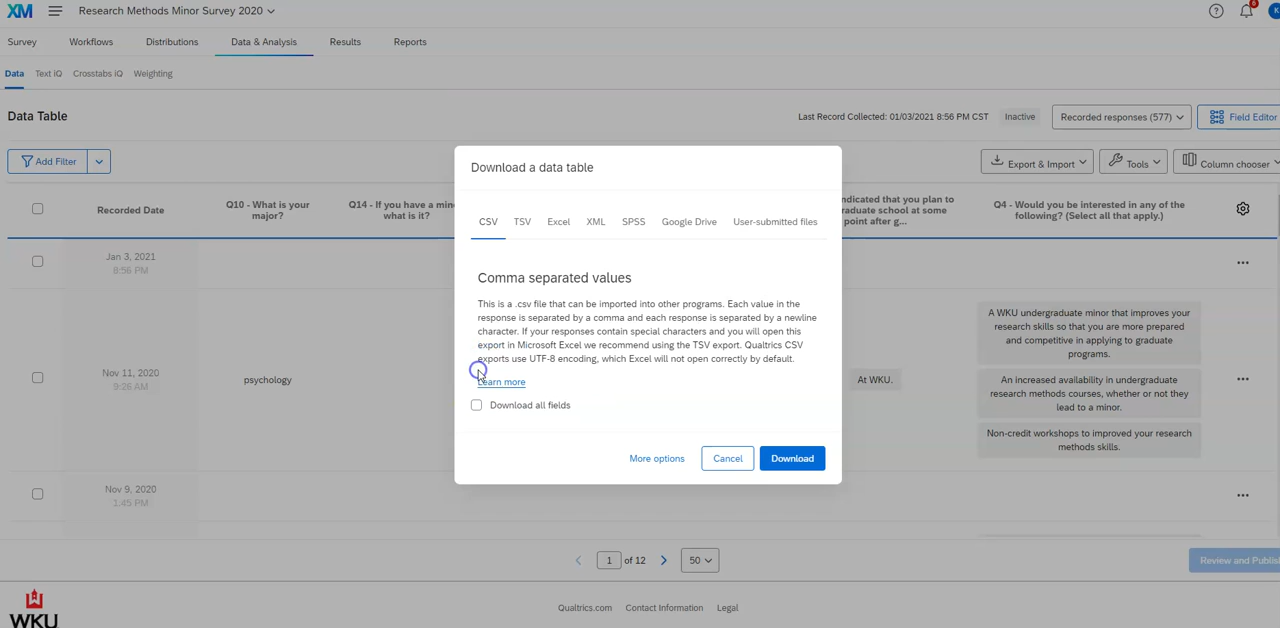 XM
Research Methods Minor Survey 2020
6
K
Survey
Workflows
Distributions
Data & Analysis
Results
Reports
Data
Text iQ
Crosstabs iQ
Weighting
Data Table
Last Record Collected: 01/03/2021 8:56 PM CST
Inactive
Recorded responses (577)
Field Editor
Add Filter
Export & Import
Tools
Column chooser
Recorded Date
Q10 - What is your
major?
Q14 - If you have a min
what is it?
ndicated that you plan to
raduate school at some
point after g...
Q4 - Would you be interested in any of the
following? (Select all that apply.)
Download a data table
CSV
TSV
Excel
XML
SPSS
Google Drive
User-submitted files
Comma separated values
This is a .csv file that can be imported into other programs. Each value in the
response is separated by a comma and each response is separated by a newline
character. If your responses contain special characters and you will open this
export in Microsoft Excel we recommend using the TSV export. Qualtrics CSV
exports use UTF-8 encoding, which Excel will not open correctly by default.
Learn more
Download all fields
More options
Cancel
Download
Jan 3, 2021
8:56 PM
Nov 11, 2020
9:26 AM
psychology
At WKU.
A WKU undergraduate minor that improves your
research skills so that you are more prepared
and competitive in applying to graduate
programs.
An increased availability in undergraduate
research methods courses, whether or not they
lead to a minor.
Non-credit workshops to improved your research
methods skills.
Nov 9, 2020
1:45 PM
1 of 12
50
Review and Publis
WKU
Qualtrics.com
Contact Information
Legal